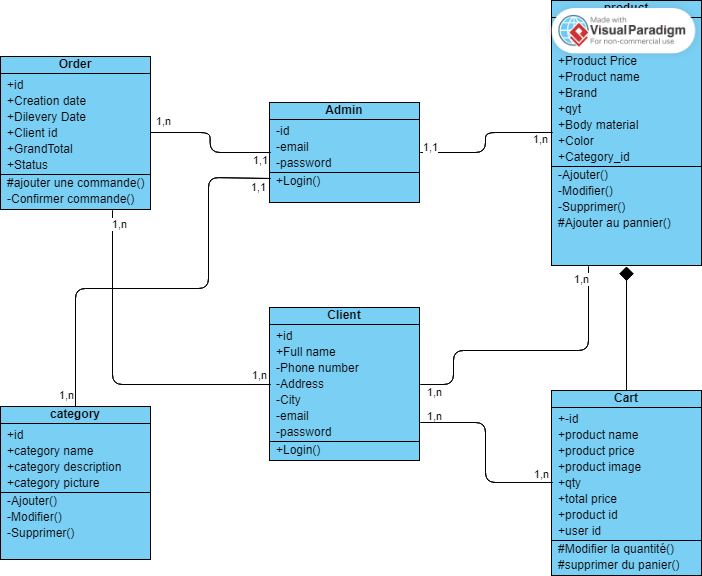 Order
+id
+Creation date
+Dilevery Date
+Client id
+GrandTotal
+Status
#ajouter une commande()
-Confirmer commande()
1,n
1,1
1,1
1,n
Admin
-id
-email
-password
+Login()
1,1
1,n
product
Made with
VisualParadigm
For non-commercial use
+Product Price
+Product name
+Brand
+qyt
+Body material
+Color
+Category_id
-Ajouter()
-Modifier()
-Supprimer()
#Ajouter au pannier()
1,n
1,n
1,n
category
+id
+category name
+category description
+category picture
-Ajouter()
-Modifier()
-Supprimer()
Client
+id
+Full name
-Phone number
-Address
-City
-email
-password
+Login()
1,n
1,n
1,n
1,n
Cart
+-id
+product name
+product price
+product image
+qty
+total price
+product id
+user id
#Modifier la quantité()
#supprimer du panier()